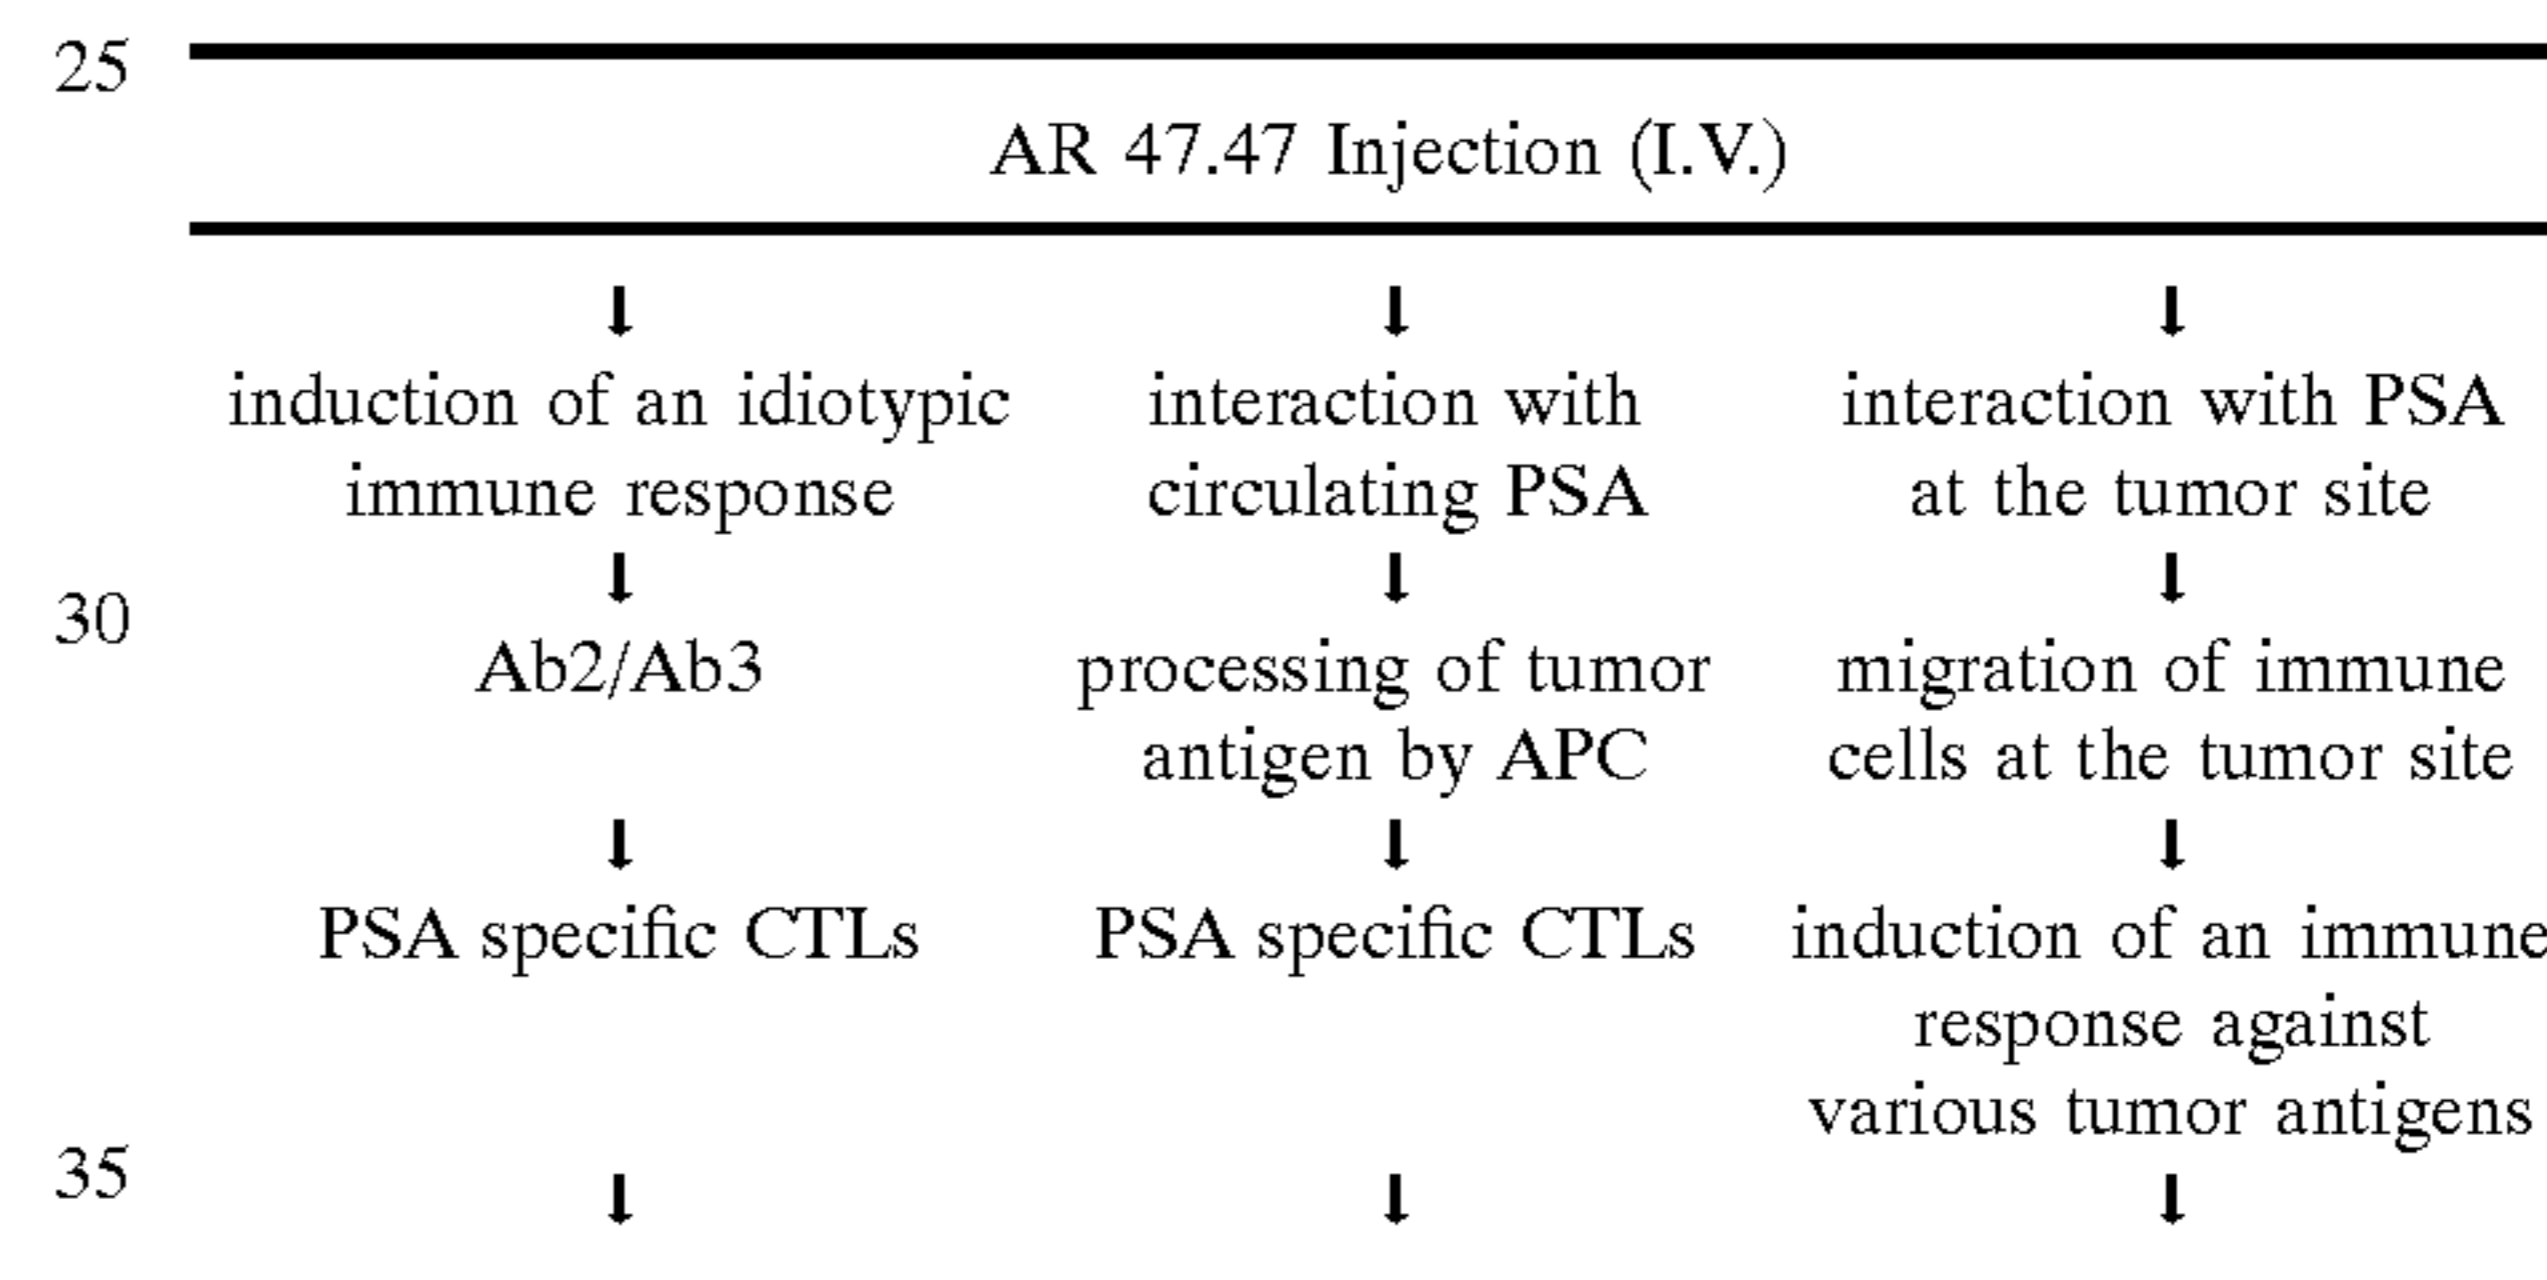 25
AR 47.47 Injection (I.V.)
⬇ ⬇ ⬇
induction of an idiotypic interaction with interaction with PSA
immune response circulating PSA at the tumor site
⬇ ⬇ ⬇
30
Ab2/Ab3 processing of tumor migration of immune
antigen by APC cells at the tumor site
⬇ ⬇ ⬇
PSA specific CTLs PSA specific CTLs induction of an immune
response against
various tumor antigens
35
⬇ ⬇ ⬇